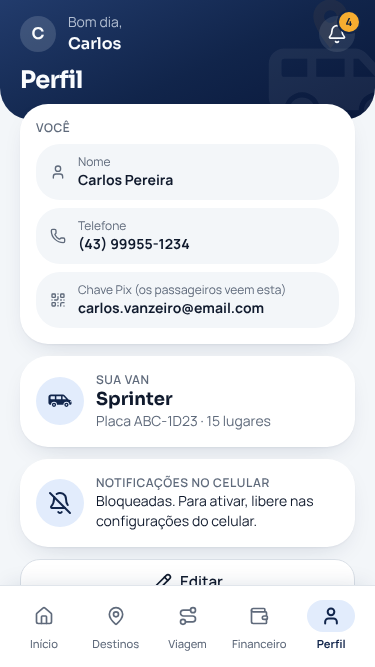 C
Bom dia,
Carlos
4
Perfil
VOCÊ
Nome
Carlos Pereira
Telefone
(43) 99955-1234
Chave Pix (os passageiros veem esta)
carlos.vanzeiro@email.com
SUA VAN
Sprinter
Placa ABC-1D23 · 15 lugares
NOTIFICAÇÕES NO CELULAR
Bloqueadas. Para ativar, libere nas
configurações do celular.
Editar
Início
Destinos
Viagem
Financeiro
Perfil